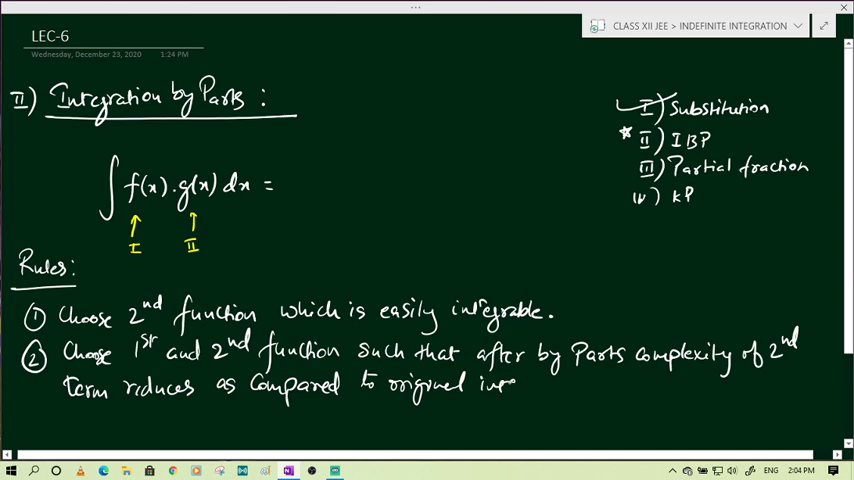 CLASS XII JEE > INDEFINITE INTEGRATION
LEC-6
Wednesday, December 23, 2020 1:24 PM
II) Integration by Parts :
I) Substitution
* II) IBP
III) Partial fraction
IV) KP
∫ f(x).g(x) dx =
I II
Rules:
① Choose 2nd function which is easily integrable.
② Choose 1st and 2nd function such that after by Parts complexity of 2nd
term reduces as compared to original
ENG 2:04 PM